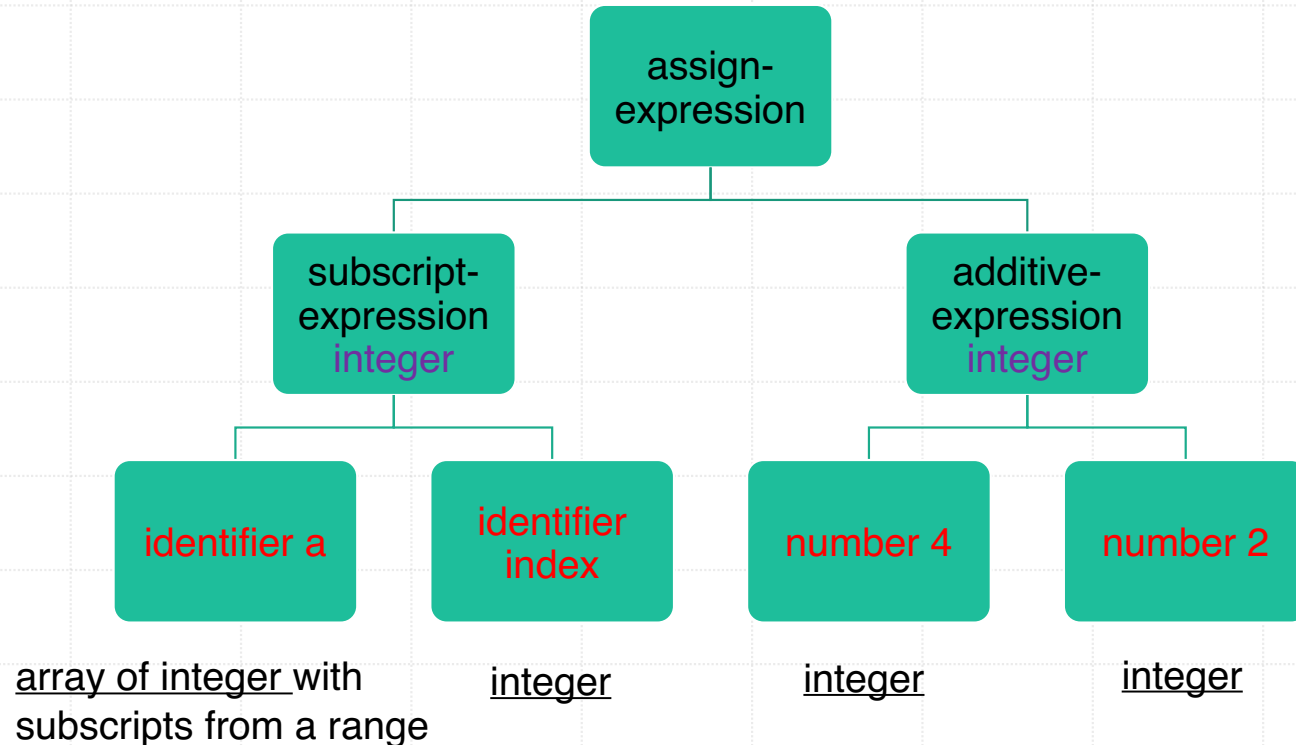 assign-
expression
subscript-
expression
integer
additive-
expression
integer
identifier a
identifier
index
number 4
number 2
array of integer with
subscripts from a range
integer
integer
integer